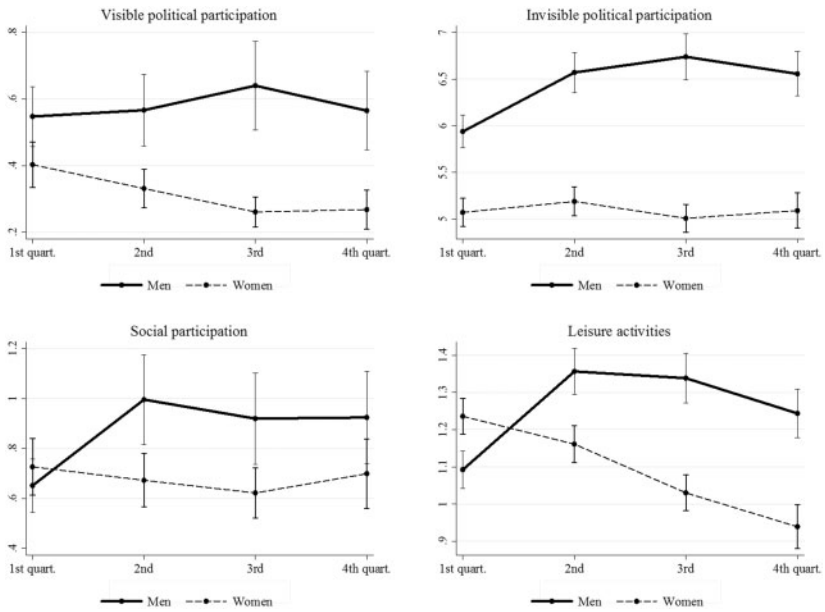 Visible political participation
.8
.6
.4
.2
1st quart.
2nd
3rd
4th quart.
Men
Women
Invisible political participation
7
6.5
6
5.5
5
1st quart.
2nd
3rd
4th quart.
Men
Women
Social participation
1.2
1
.8
.6
.4
1st quart.
2nd
3rd
4th quart.
Men
Women
Leisure activities
1.4
1.3
1.2
1.1
1
.9
1st quart.
2nd
3rd
4th quart.
Men
Women